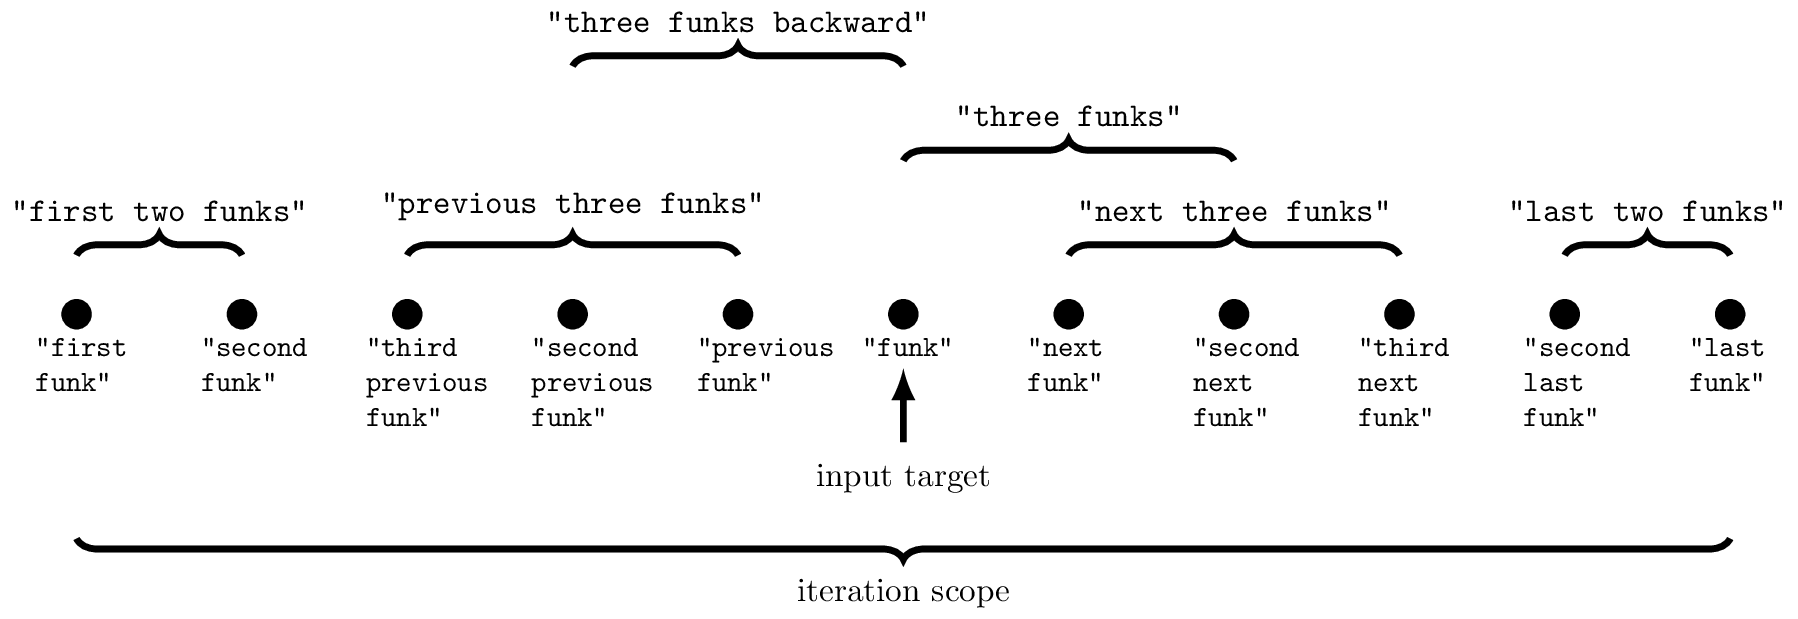 "three funks backward"
"three funks"
"first two funks"
"previous three funks"
"next three funks"
"last two funks"
"first
funk"
"second
funk"
"third
previous
funk"
"second
previous
funk"
"previous
funk"
"funk"
"next
funk"
"second
next
funk"
"third
next
funk"
"second
last
funk"
"last
funk"
input target
iteration scope